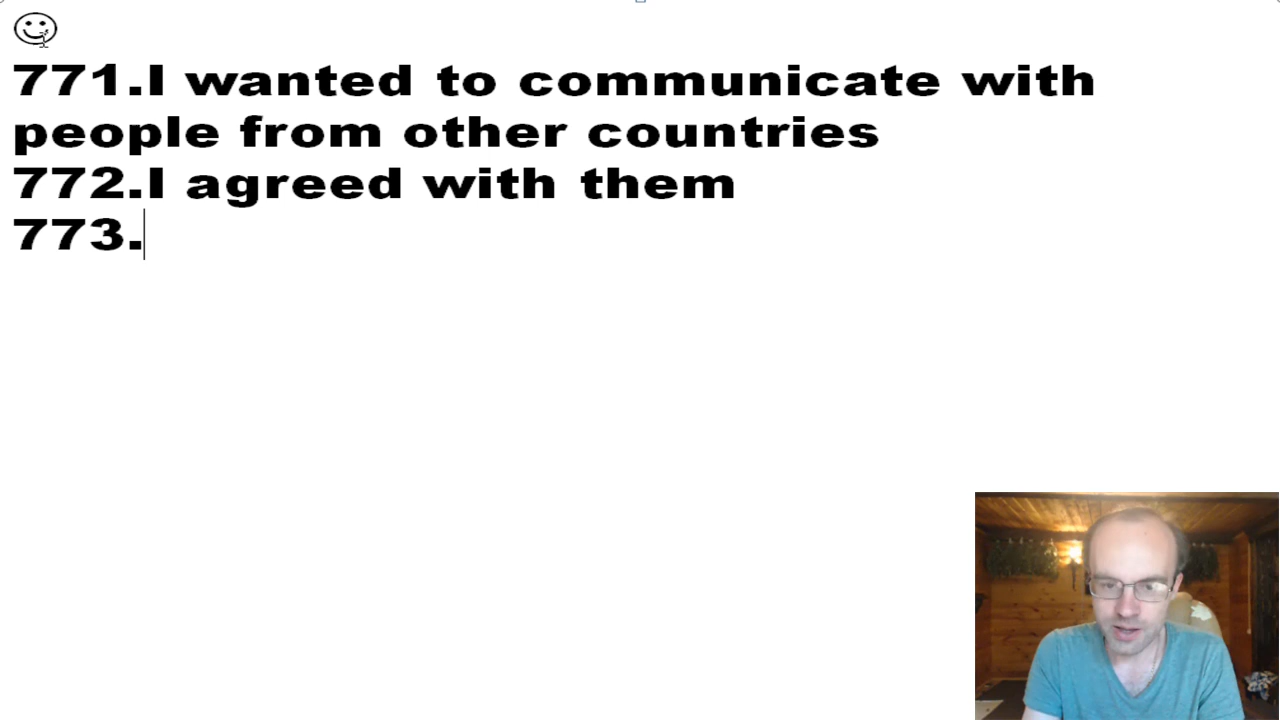 771.I wanted to communicate with
people from other countries
772.I agreed with them
773.